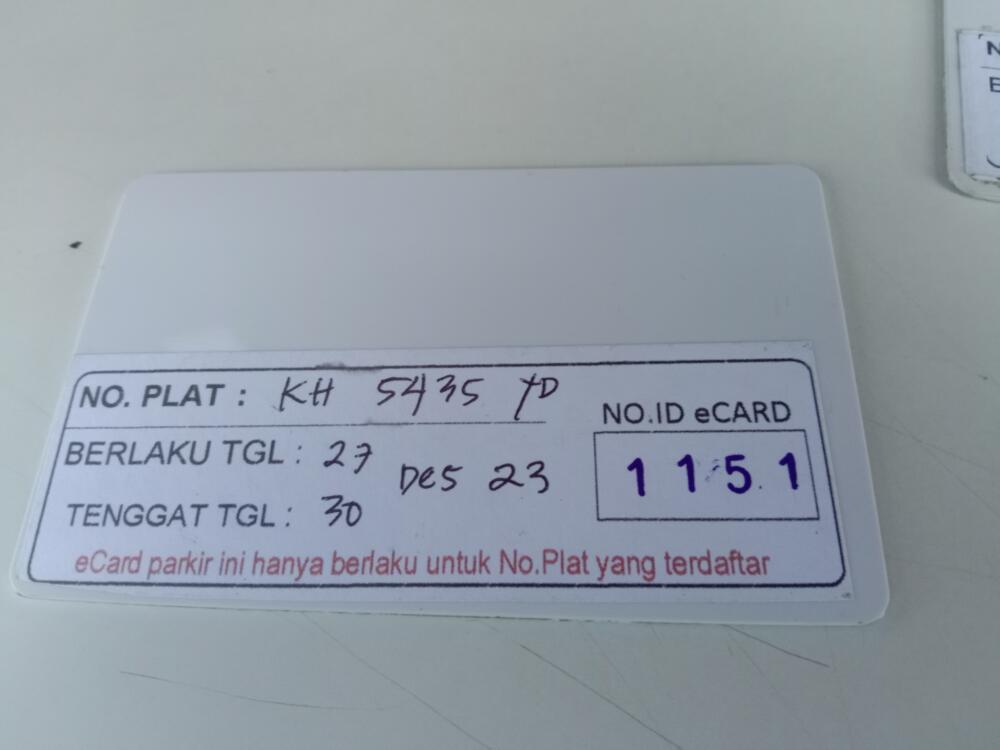 NO. PLAT : KH 5435 YD
NO.ID eCARD
BERLAKU TGL : 27
Des 23
1151
TENGGAT TGL : 30
eCard parkir ini hanya berlaku untuk No.Plat yang terdaftar